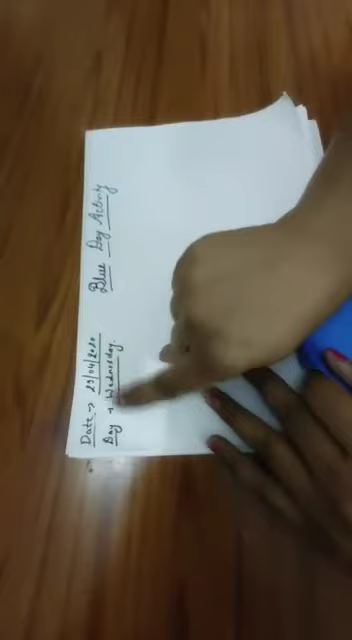 Date → 29/04/2020
Day → Wednesday.
Blue Day Activity